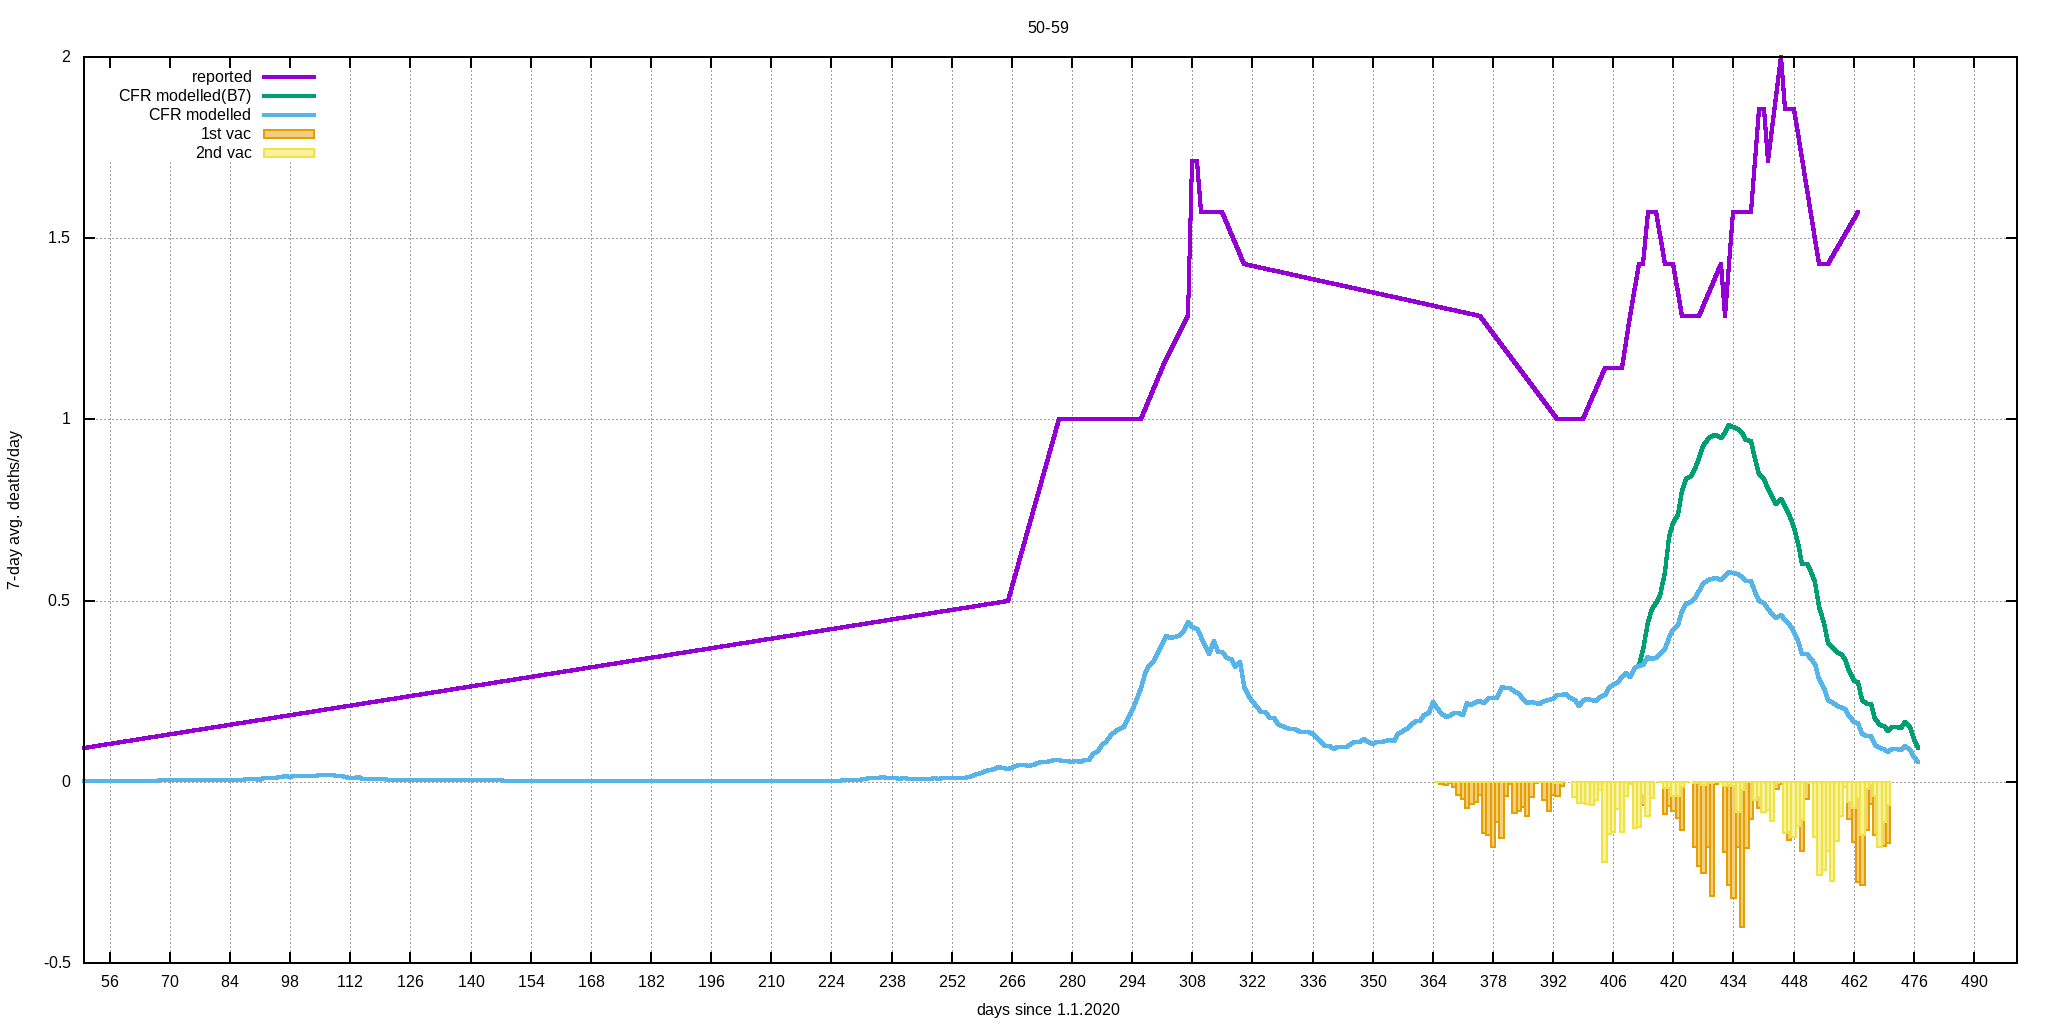 50-59
reported
CFR modelled(B7)
CFR modelled
1st vac
2nd vac
2
1.5
1
0.5
0
-0.5
7-day avg. deaths/day
56 70 84 98 112 126 140 154 168 182 196 210 224 238 252 266 280 294 308 322 336 350 364 378 392 406 420 434 448 462 476 490
days since 1.1.2020